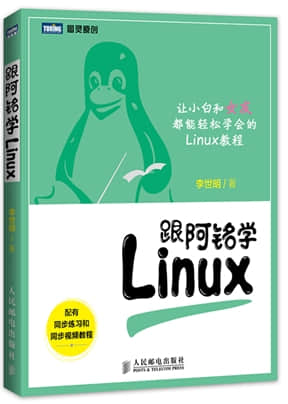 TURING 图灵原创
让小白和
都能轻松学会的
Linux教程
李世明/著
跟阿铭学
Linux
配有
同步练习和
同步视频教程
人民邮电出版社
POSTS & TELECOM PRESS
跟阿铭学Linux
李世明 著
人民邮电出版社